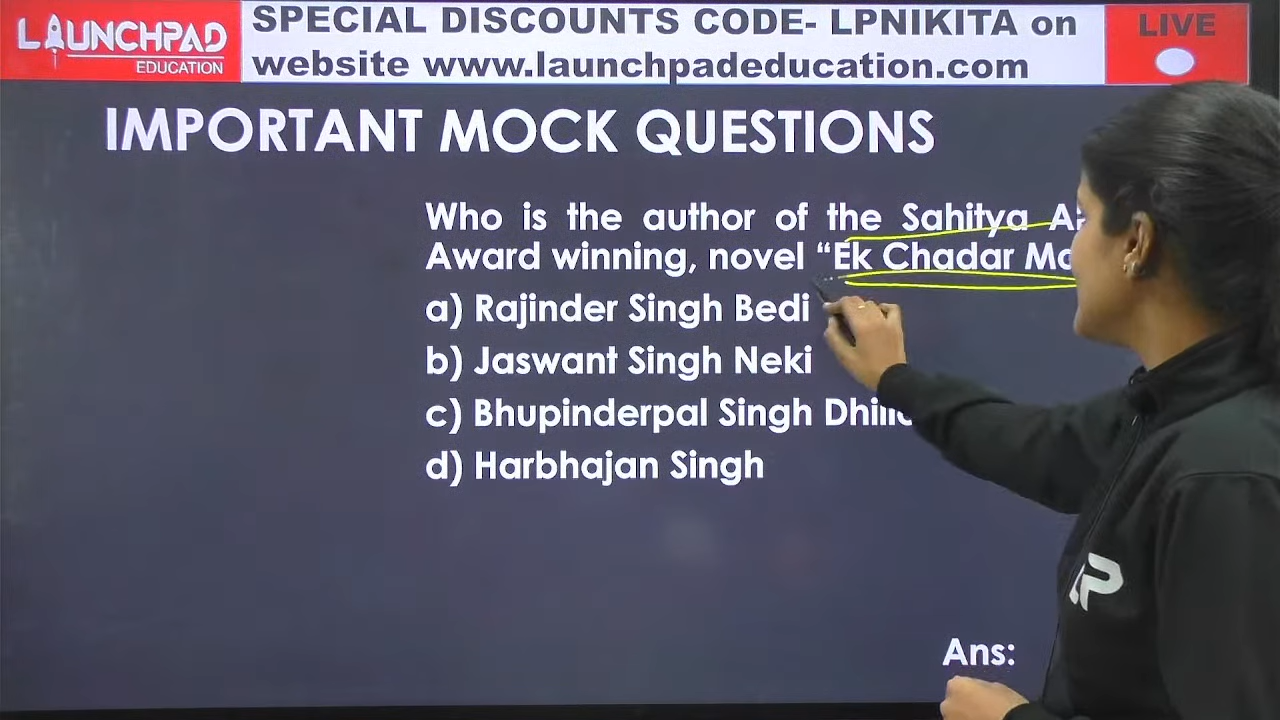 LAUNCHPAD
EDUCATION
SPECIAL DISCOUNTS CODE- LPNIKITA on
website www.launchpadeducation.com
LIVE
IMPORTANT MOCK QUESTIONS
Who is the author of the Sahitya
Award winning, novel “Ek Chadar
a) Rajinder Singh Bedi
b) Jaswant Singh Neki
c) Bhupinderpal Singh
d) Harbhajan Singh
Ans:
LP